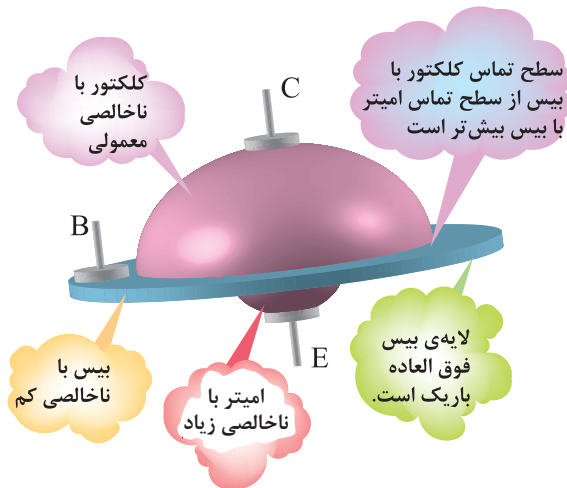 سطح تماس کلکتور با
بیس از سطح تماس امیتر
با بیس بیش‌تر است
C
کلکتور با
ناخالصی
معمولی
B
لایه‌ی بیس
فوق العاده
باریک است.
E
امیتر با
ناخالصی زیاد
بیس با
ناخالصی کم